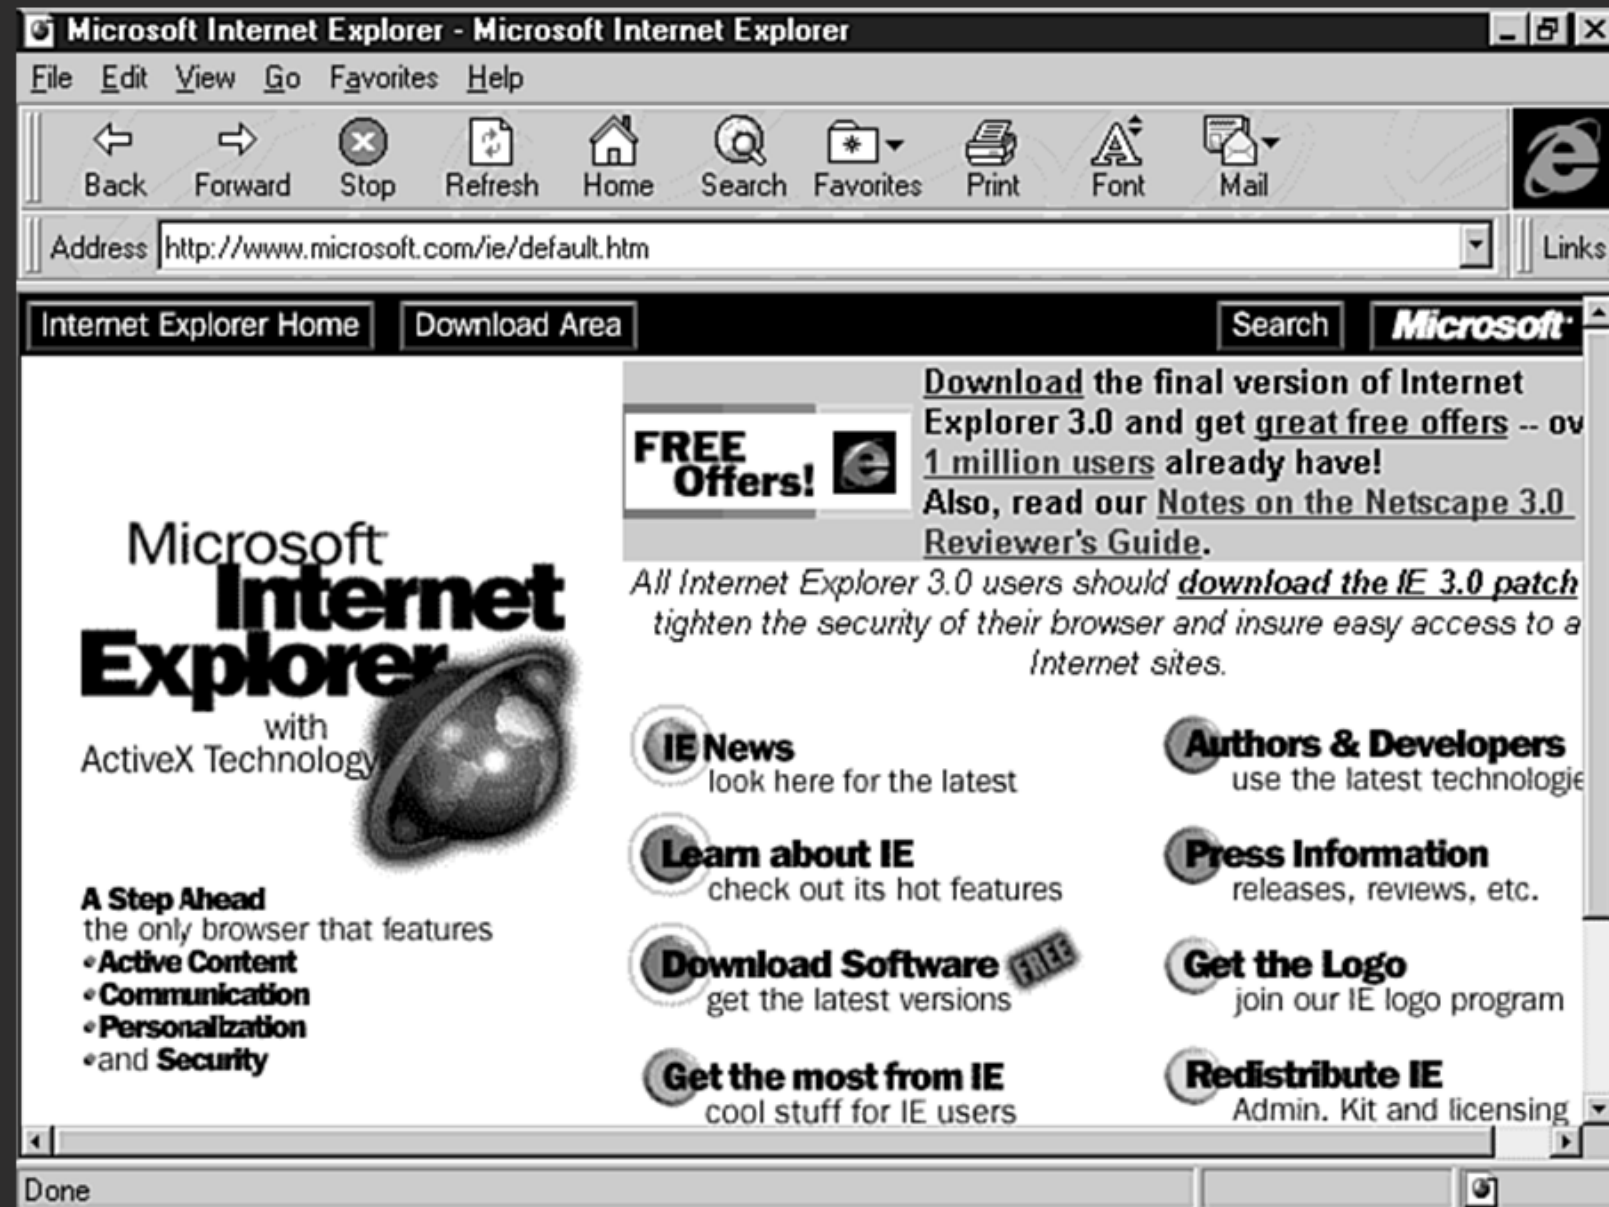 Microsoft Internet Explorer - Microsoft Internet Explorer
File Edit View Go Favorites Help
Back Forward Stop Refresh Home Search Favorites Print Font Mail
Address http://www.microsoft.com/ie/default.htm Links
Internet Explorer Home Download Area Search Microsoft
FREE
Offers!
Download the final version of Internet
Explorer 3.0 and get great free offers -- ov
1 million users already have!
Also, read our Notes on the Netscape 3.0
Reviewer's Guide.
All Internet Explorer 3.0 users should download the IE 3.0 patch
tighten the security of their browser and insure easy access to a
Internet sites.
Microsoft
Internet
Explorer
with
ActiveX Technology
A Step Ahead
the only browser that features
•Active Content
•Communication
•Personalization
•and Security
IE News
look here for the latest
Learn about IE
check out its hot features
Download Software FREE
get the latest versions
Get the most from IE
cool stuff for IE users
Authors & Developers
use the latest technologie
Press Information
releases, reviews, etc.
Get the Logo
join our IE logo program
Redistribute IE
Admin. Kit and licensing
Done